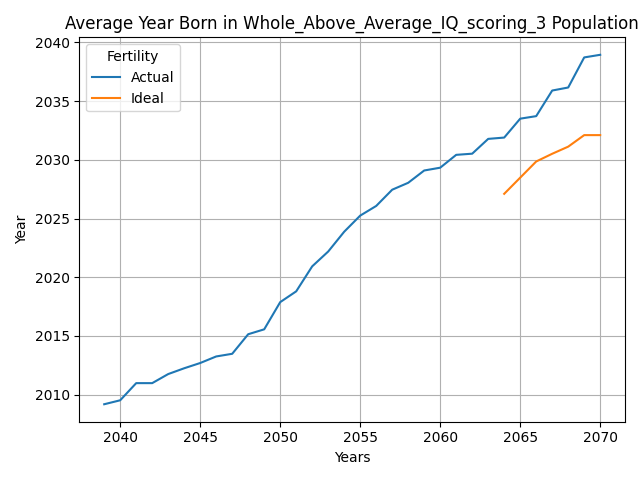 Average Year Born in Whole_Above_Average_IQ_scoring_3 Population
Fertility
Actual
Ideal
Year
2040
2035
2030
2025
2020
2015
2010
2040
2045
2050
2055
2060
2065
2070
Years